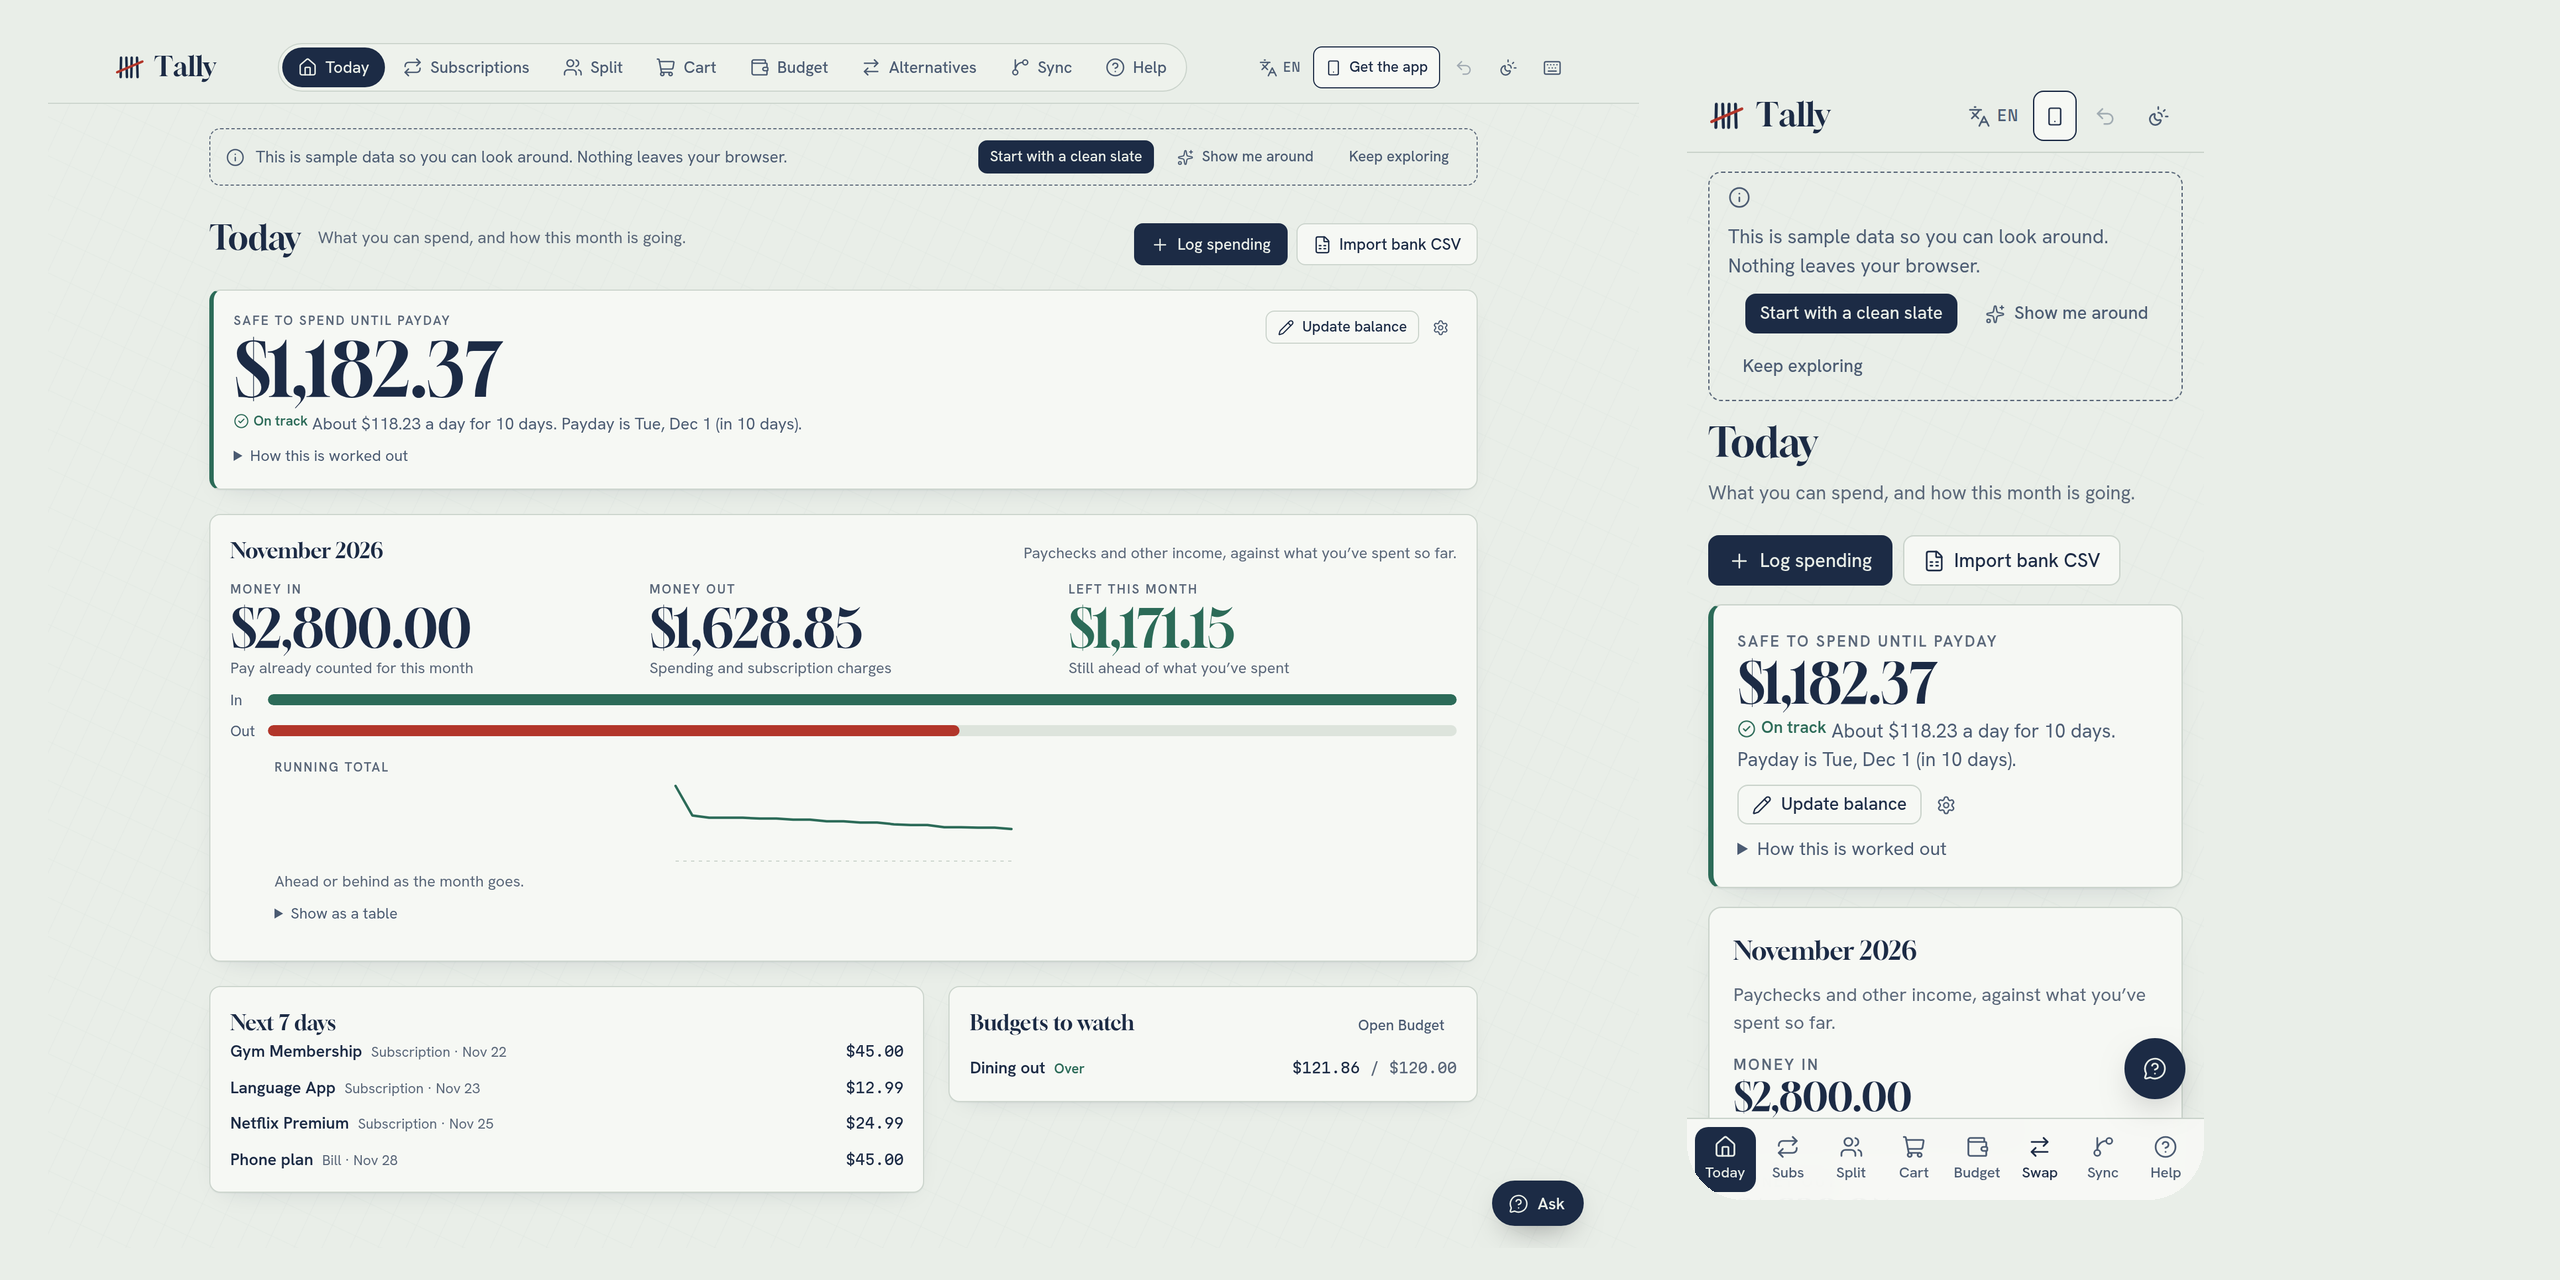 Tally
Today
Subscriptions
Split
Cart
Budget
Alternatives
Sync
Help
EN
Get the app
This is sample data so you can look around. Nothing leaves your browser.
Start with a clean slate
Show me around
Keep exploring
Today
What you can spend, and how this month is going.
Log spending
Import bank CSV
SAFE TO SPEND UNTIL PAYDAY
Update balance
$1,182.37
On track About $118.23 a day for 10 days. Payday is Tue, Dec 1 (in 10 days).
How this is worked out
November 2026
Paychecks and other income, against what you’ve spent so far.
MONEY IN
$2,800.00
Pay already counted for this month
MONEY OUT
$1,628.85
Spending and subscription charges
LEFT THIS MONTH
$1,171.15
Still ahead of what you’ve spent
In
Out
RUNNING TOTAL
Ahead or behind as the month goes.
Show as a table
Next 7 days
Gym Membership Subscription · Nov 22 $45.00
Language App Subscription · Nov 23 $12.99
Netflix Premium Subscription · Nov 25 $24.99
Phone plan Bill · Nov 28 $45.00
Budgets to watch
Open Budget
Dining out Over $121.86 / $120.00
Ask
Tally
EN
This is sample data so you can look around.
Nothing leaves your browser.
Start with a clean slate
Show me around
Keep exploring
Today
What you can spend, and how this month is going.
Log spending
Import bank CSV
SAFE TO SPEND UNTIL PAYDAY
$1,182.37
On track About $118.23 a day for 10 days.
Payday is Tue, Dec 1 (in 10 days).
Update balance
How this is worked out
November 2026
Paychecks and other income, against what you’ve
spent so far.
MONEY IN
$2,800.00
Today
Subs
Split
Cart
Budget
Swap
Sync
Help